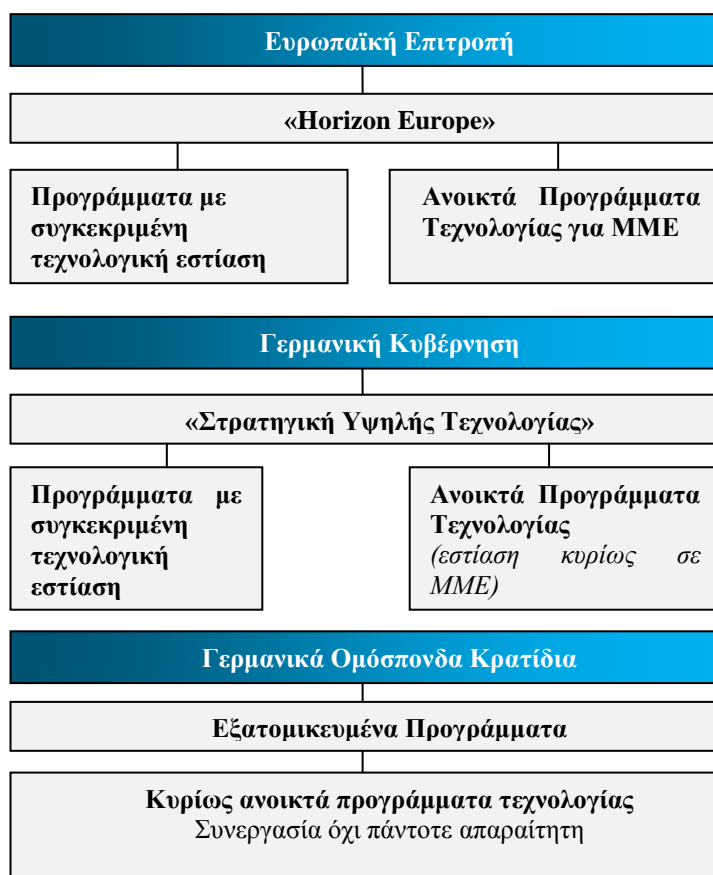 Ευρωπαϊκή Επιτροπή
«Horizon Europe»
Προγράμματα με
συγκεκριμένη
τεχνολογική εστίαση
Ανοικτά Προγράμματα
Τεχνολογίας για ΜΜΕ
Γερμανική Κυβέρνηση
«Στρατηγική Υψηλής Τεχνολογίας»
Προγράμματα με
συγκεκριμένη
τεχνολογική
εστίαση
Ανοικτά Προγράμματα
Τεχνολογίας
(εστίαση κυρίως σε
ΜΜΕ)
Γερμανικά Ομόσπονδα Κρατίδια
Εξατομικευμένα Προγράμματα
Κυρίως ανοικτά προγράμματα τεχνολογίας
Συνεργασία όχι πάντοτε απαραίτητη